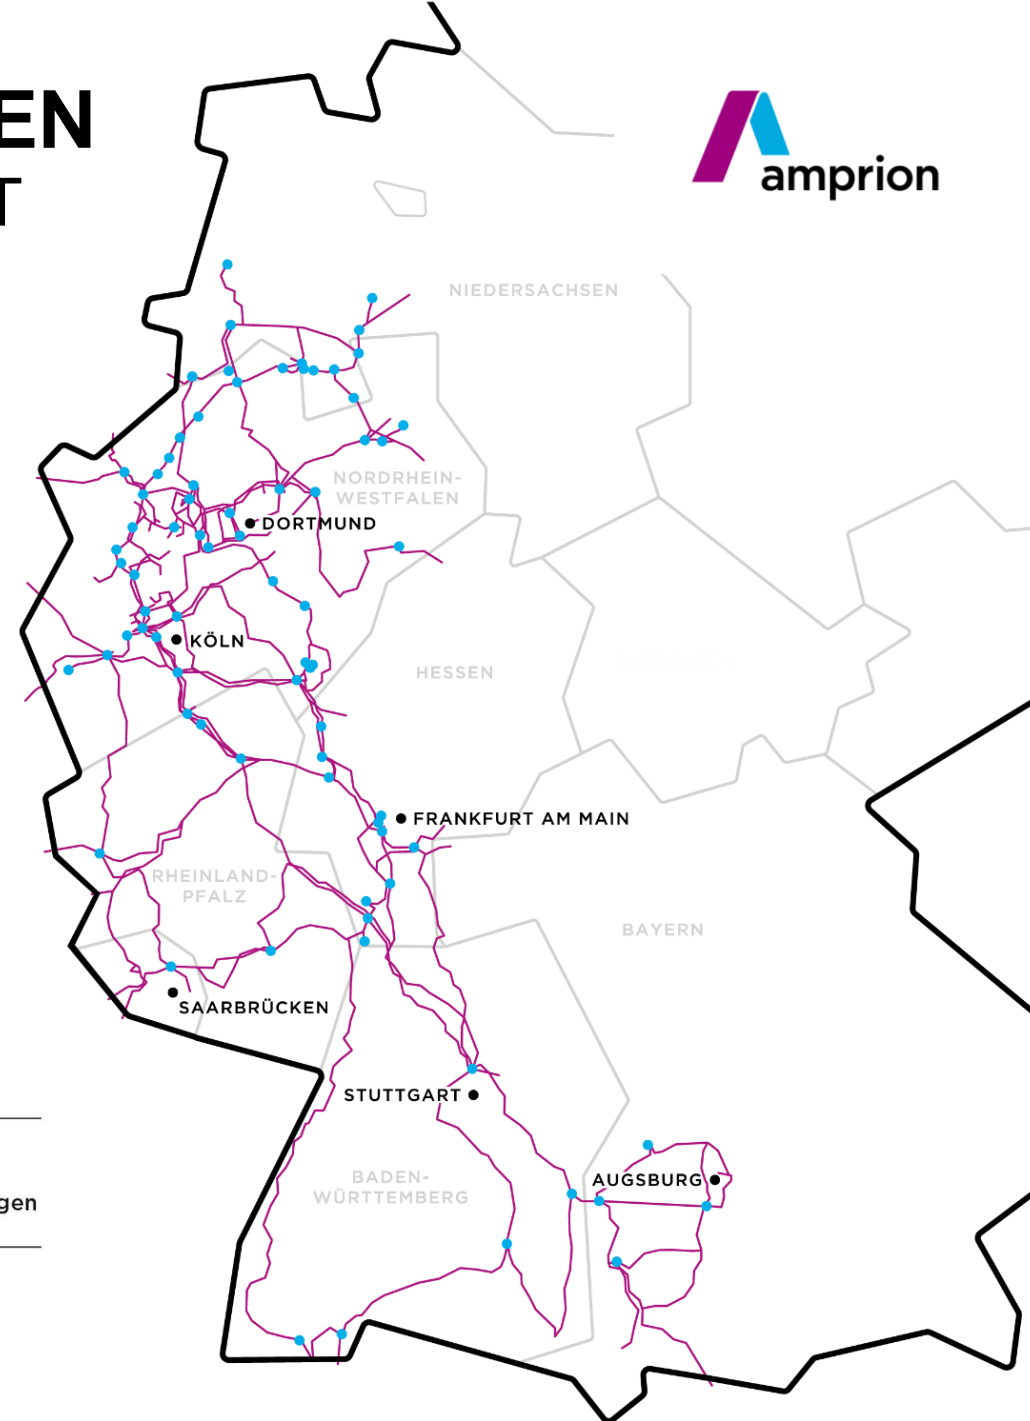 EN
T
amprion
NIEDERSACHSEN
NORDRHEIN-
WESTFALEN
DORTMUND
KÖLN
HESSEN
FRANKFURT AM MAIN
RHEINLAND-
PFALZ
BAYERN
SAARBRÜCKEN
STUTTGART
BADEN-
WÜRTTEMBERG
AUGSBURG
gen